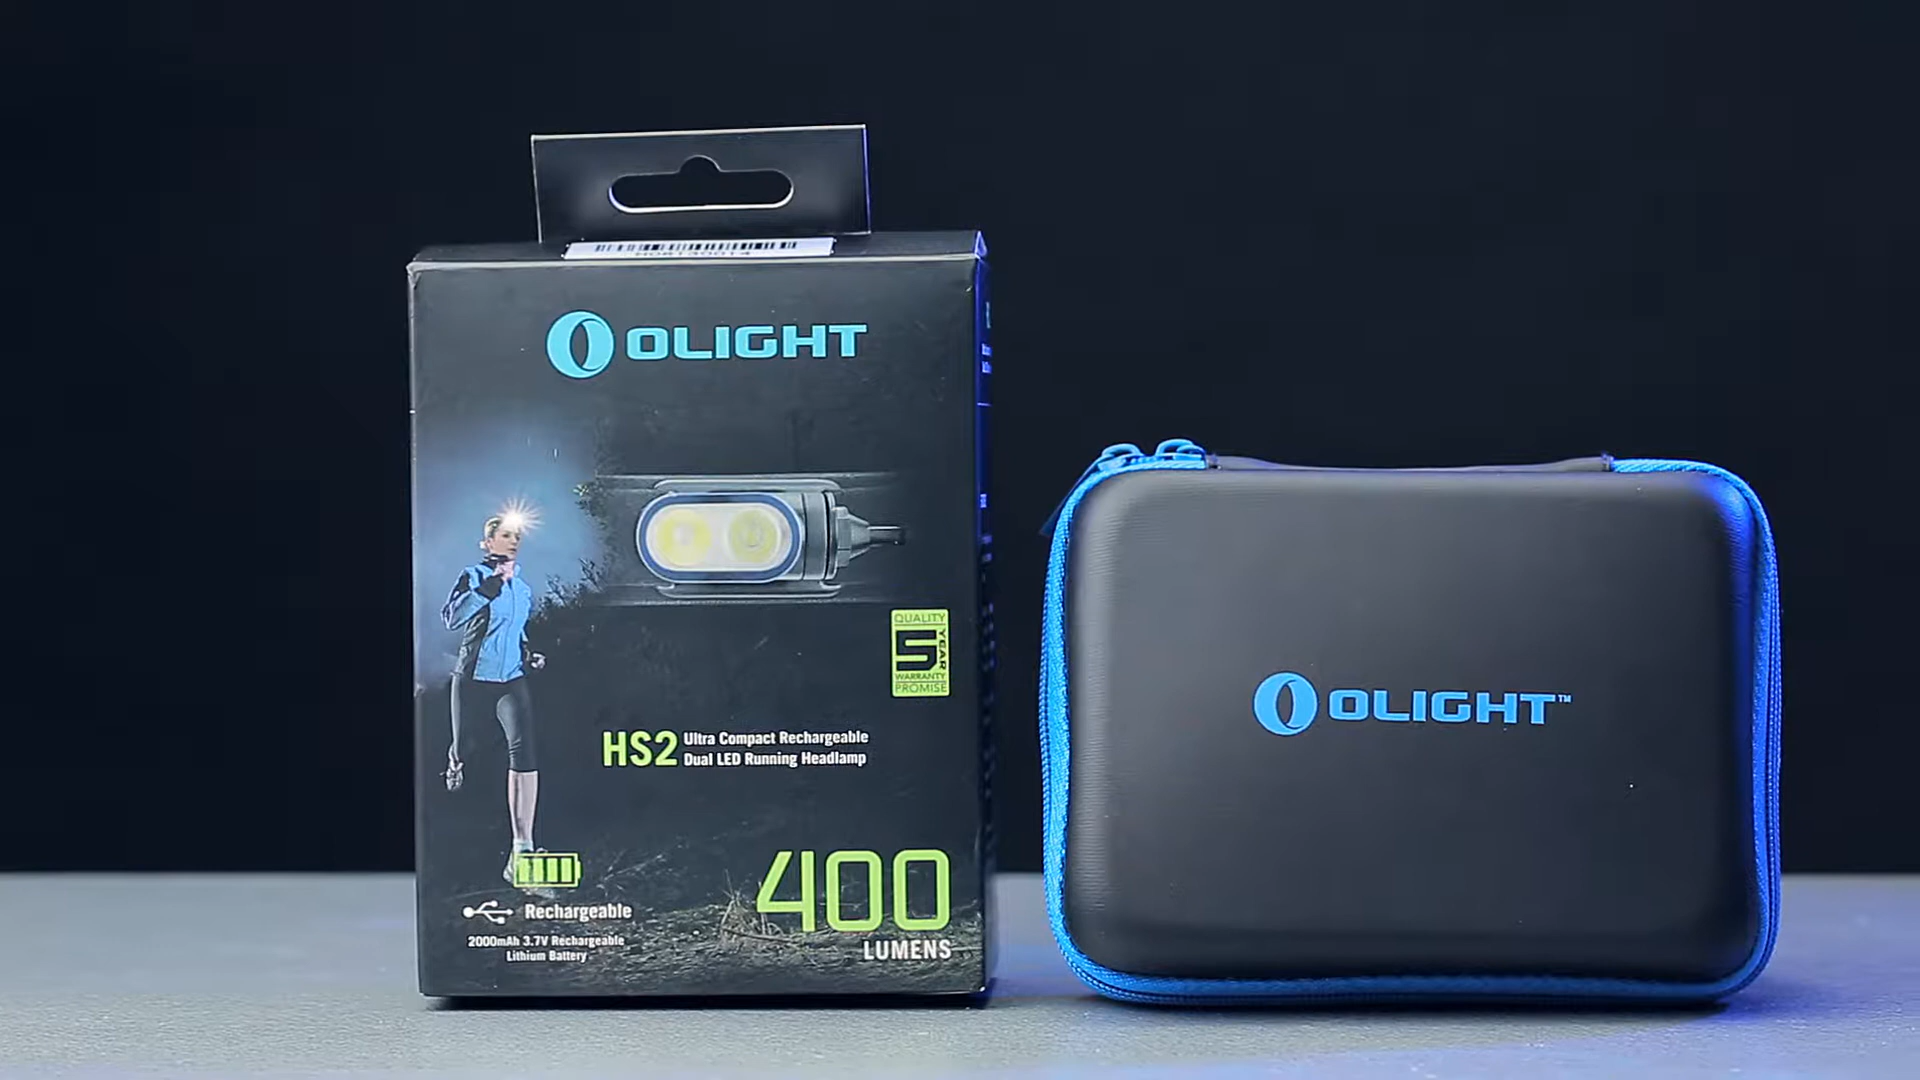 OLIGHT
QUALITY
5 YEAR
WARRANTY
PROMISE
HS2 Ultra Compact Rechargeable
Dual LED Running Headlamp
400
LUMENS
Rechargeable
2000mAh 3.7V Rechargeable
Lithium Battery
OLIGHT™